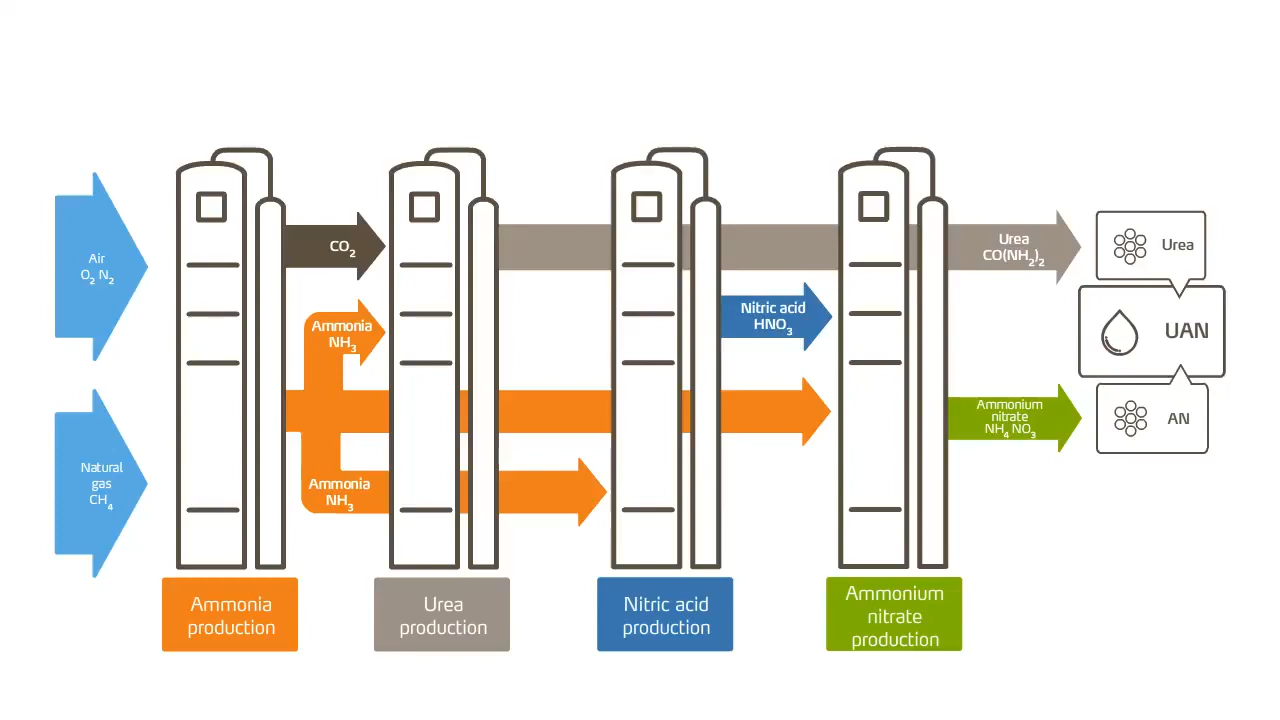 Air
O2 N2
Natural
gas
CH4
CO2
Ammonia
NH3
Ammonia
NH3
Nitric acid
HNO3
Urea
CO(NH2)2
Ammonium
nitrate
NH4 NO3
Urea
UAN
AN
Ammonia
production
Urea
production
Nitric acid
production
Ammonium
nitrate
production